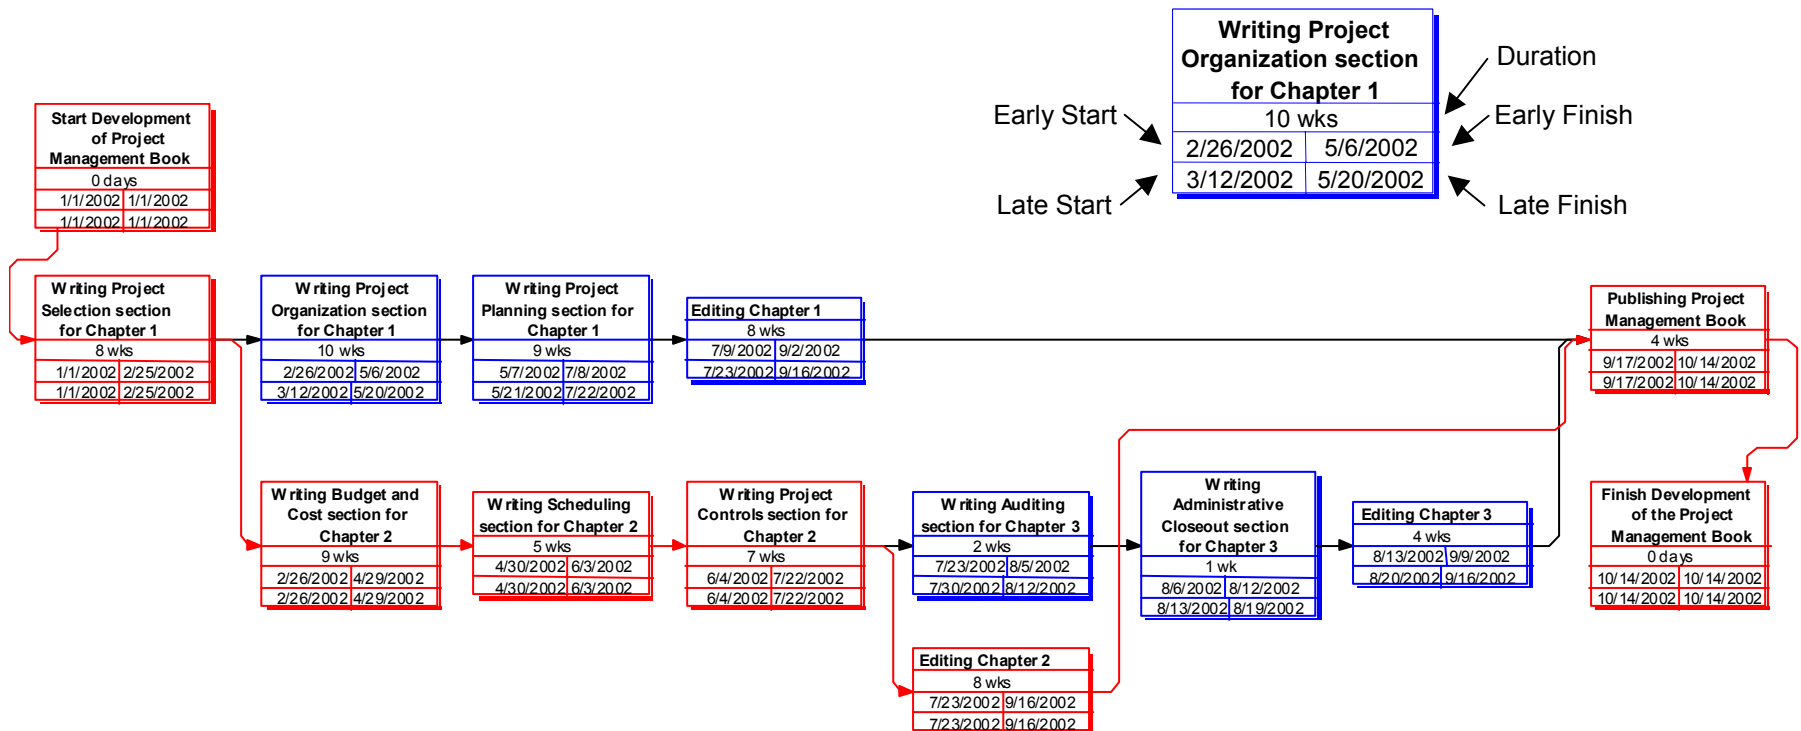 Writing Project
Organization section
for Chapter 1
10 wks
2/26/2002 5/6/2002
3/12/2002 5/20/2002
Duration
Early Start
Early Finish
Late Start
Late Finish
Start Development
of Project
Management Book
0 days
1/1/2002 1/1/2002
1/1/2002 1/1/2002
Writing Project
Selection section
for Chapter 1
8 wks
1/1/2002 2/25/2002
1/1/2002 2/25/2002
Writing Project
Organization section
for Chapter 1
10 wks
2/26/2002 5/6/2002
3/12/2002 5/20/2002
Writing Project
Planning section for
Chapter 1
9 wks
5/7/2002 7/8/2002
5/21/2002 7/22/2002
Editing Chapter 1
8 wks
7/9/2002 9/2/2002
7/23/2002 9/16/2002
Publishing Project
Management Book
4 wks
9/17/2002 10/14/2002
9/17/2002 10/14/2002
Writing Budget and
Cost section for
Chapter 2
9 wks
2/26/2002 4/29/2002
2/26/2002 4/29/2002
Writing Scheduling
section for Chapter 2
5 wks
4/30/2002 6/3/2002
4/30/2002 6/3/2002
Writing Project
Controls section for
Chapter 2
7 wks
6/4/2002 7/22/2002
6/4/2002 7/22/2002
Writing Auditing
section for Chapter 3
2 wks
7/23/2002 8/5/2002
7/30/2002 8/12/2002
Writing
Administrative
Closeout section
for Chapter 3
1 wk
8/6/2002 8/12/2002
8/13/2002 8/19/2002
Editing Chapter 3
4 wks
8/13/2002 9/9/2002
8/20/2002 9/16/2002
Finish Development
of the Project
Management Book
0 days
10/14/2002 10/14/2002
10/14/2002 10/14/2002
Editing Chapter 2
8 wks
7/23/2002 9/16/2002
7/23/2002 9/16/2002